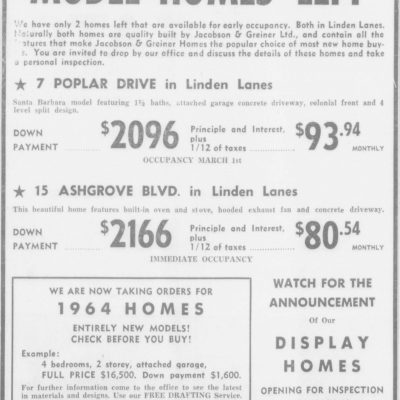 MODEL HOMES LEFT
We have only 2 homes left that are available for early occupancy. Both in Linden Lanes.
Naturally both homes are quality built by Jacobson & Greiner Ltd., and contain all the
features that make Jacobson & Greiner Homes the popular choice of most new home buy-
ers. You are invited to drop by our office and discuss the details of these homes and take
a personal inspection.
★ 7 POPLAR DRIVE in Linden Lanes
Santa Barbara model featuring 1½ baths, attached garage concrete driveway, colonial front and 4
level split design.
DOWN PAYMENT ........ $2096 Principle and Interest, plus 1/12 of taxes ........ $93.94 MONTHLY
OCCUPANCY MARCH 1st
★ 15 ASHGROVE BLVD. in Linden Lanes
This beautiful home features built-in oven and stove, hooded exhaust fan and concrete driveway.
DOWN PAYMENT ........ $2166 Principle and Interest, plus 1/12 of taxes ........ $80.54 MONTHLY
IMMEDIATE OCCUPANCY
WE ARE NOW TAKING ORDERS FOR
1964 HOMES
ENTIRELY NEW MODELS!
CHECK BEFORE YOU BUY!
Example:
4 bedrooms, 2 storey, attached garage,
FULL PRICE $16,500. Down payment $1,600.
For further information come to the office to see the latest
in materials and designs. Use our FREE DRAFTING Service.
WATCH FOR THE
ANNOUNCEMENT
Of Our
DISPLAY
HOMES
OPENING FOR INSPECTION